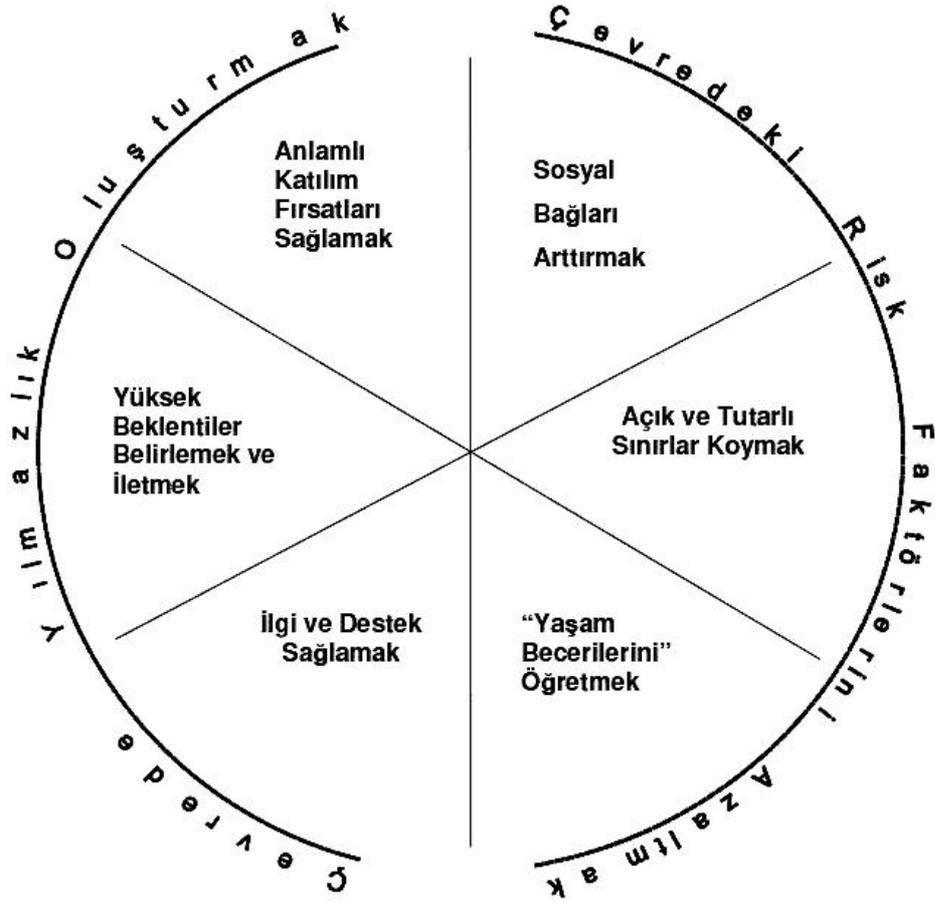 Çevrede Yılmazlık Oluşturmak
Çevredeki Risk Faktörlerini Azaltmak
Anlamlı
Katılım
Fırsatları
Sağlamak
Sosyal
Bağları
Arttırmak
Yüksek
Beklentiler
Belirlemek ve
İletmek
Açık ve Tutarlı
Sınırlar Koymak
İlgi ve Destek
Sağlamak
“Yaşam
Becerilerini”
Öğretmek